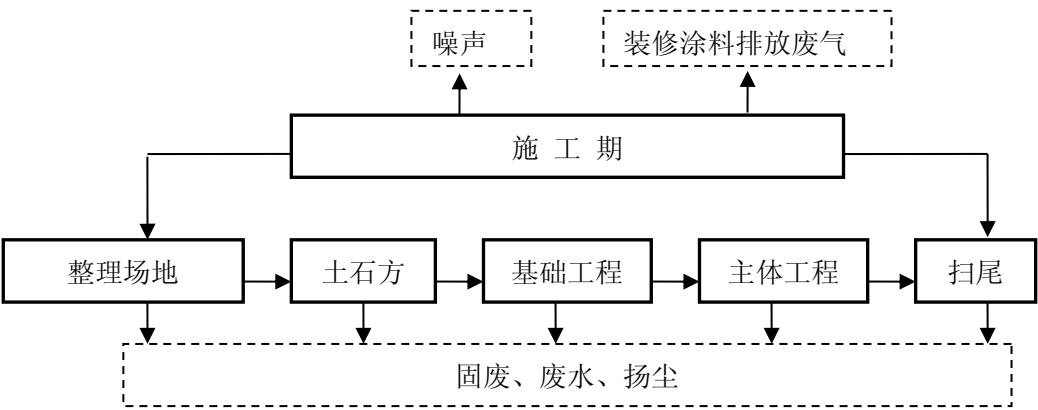 噪声
装修涂料排放废气
施 工 期
整理场地
土石方
基础工程
主体工程
扫尾
固废、废水、扬尘